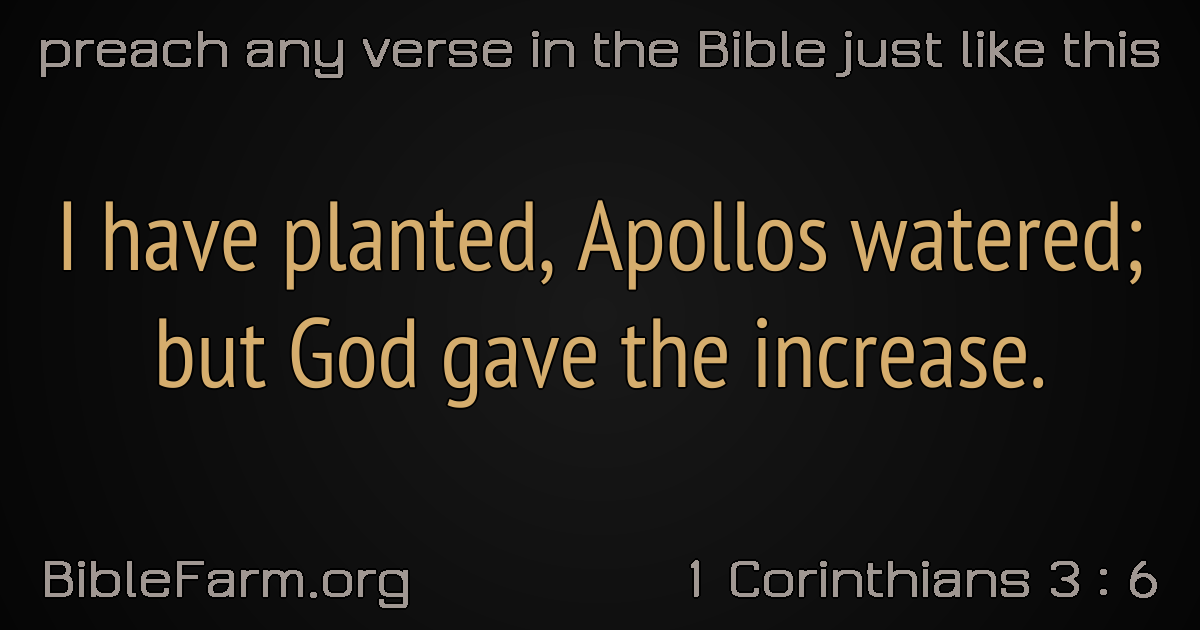 preach any verse in the Bible just like this
I have planted, Apollos watered;
but God gave the increase.
BibleFarm.org
1 Corinthians 3 : 6